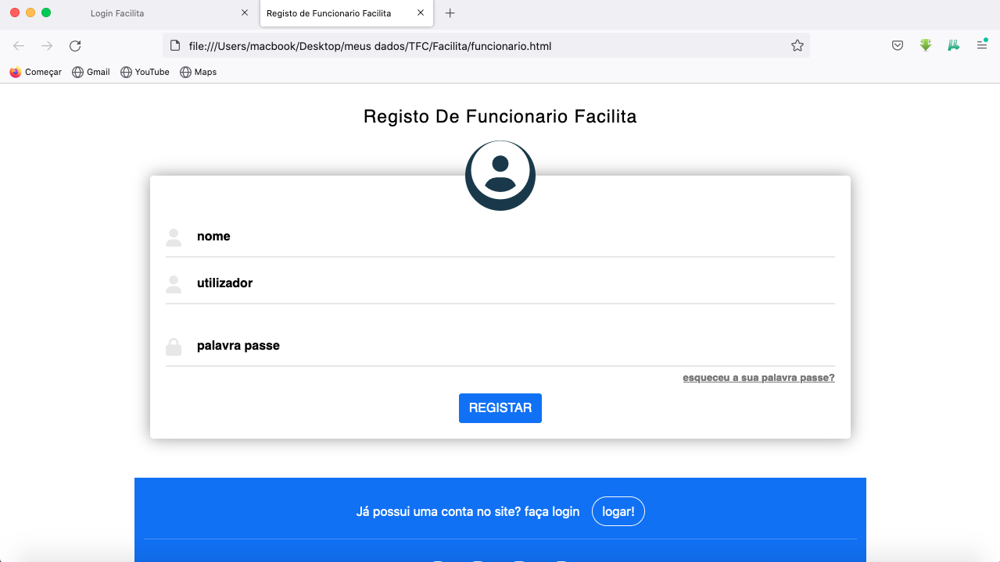 Login Facilita
Registo de Funcionario Facilita
file:///Users/macbook/Desktop/meus dados/TFC/Facilita/funcionario.html
Começar Gmail YouTube Maps
Registo De Funcionario Facilita
nome
utilizador
palavra passe
esqueceu a sua palavra passe?
REGISTAR
Já possui uma conta no site? faça login logar!